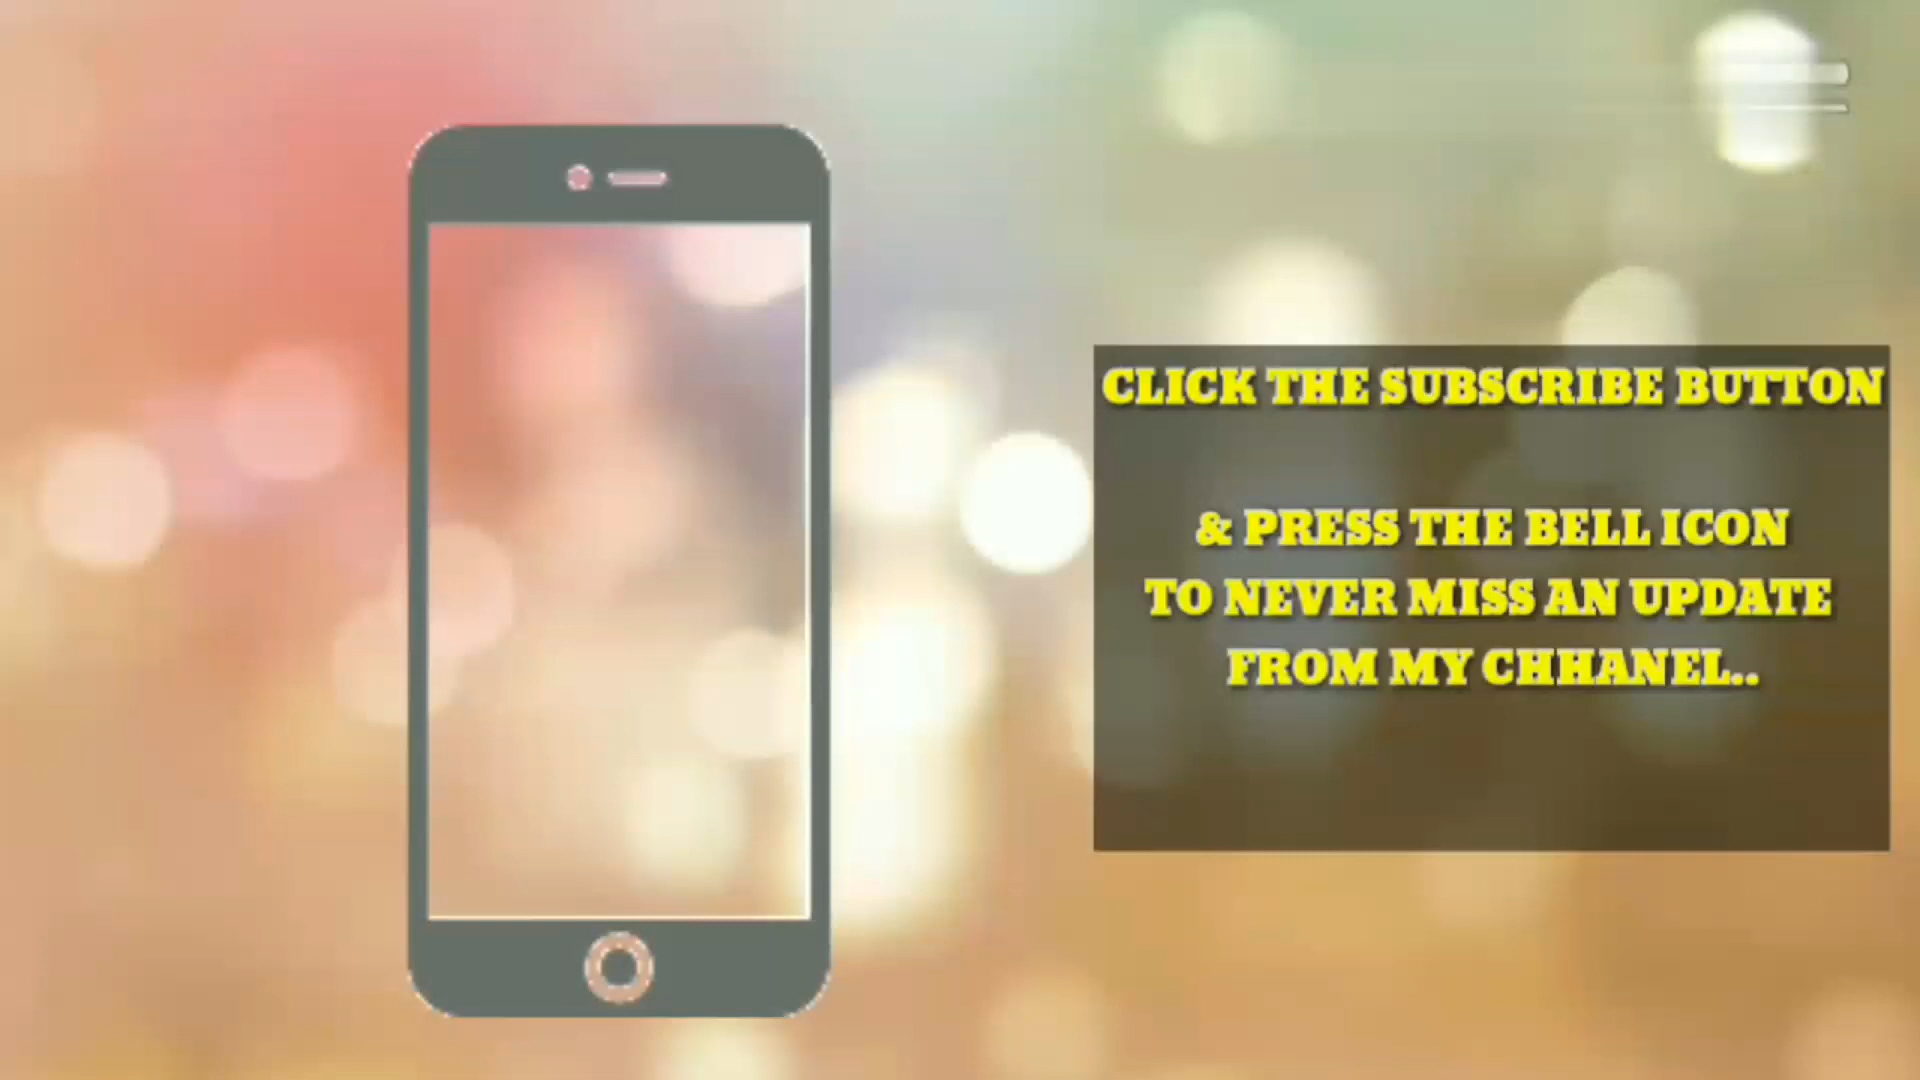 CLICK THE SUBSCRIBE BUTTON
& PRESS THE BELL ICON
TO NEVER MISS AN UPDATE
FROM MY CHHANEL..